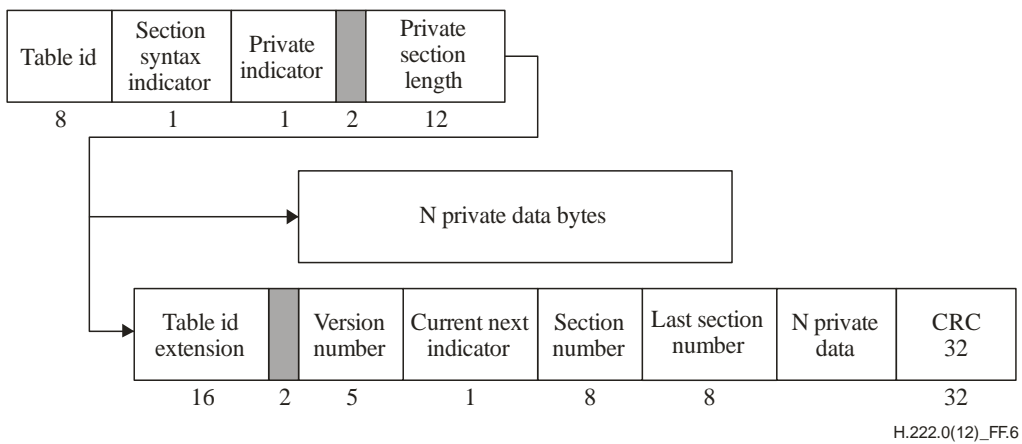 Table id
Section
syntax
indicator
Private
indicator
Private
section
length
8
1
1
2
12
N private data bytes
Table id
extension
Version
number
Current next
indicator
Section
number
Last section
number
N private
data
CRC
32
16
2
5
1
8
8
32
H.222.0(12)_FF.6